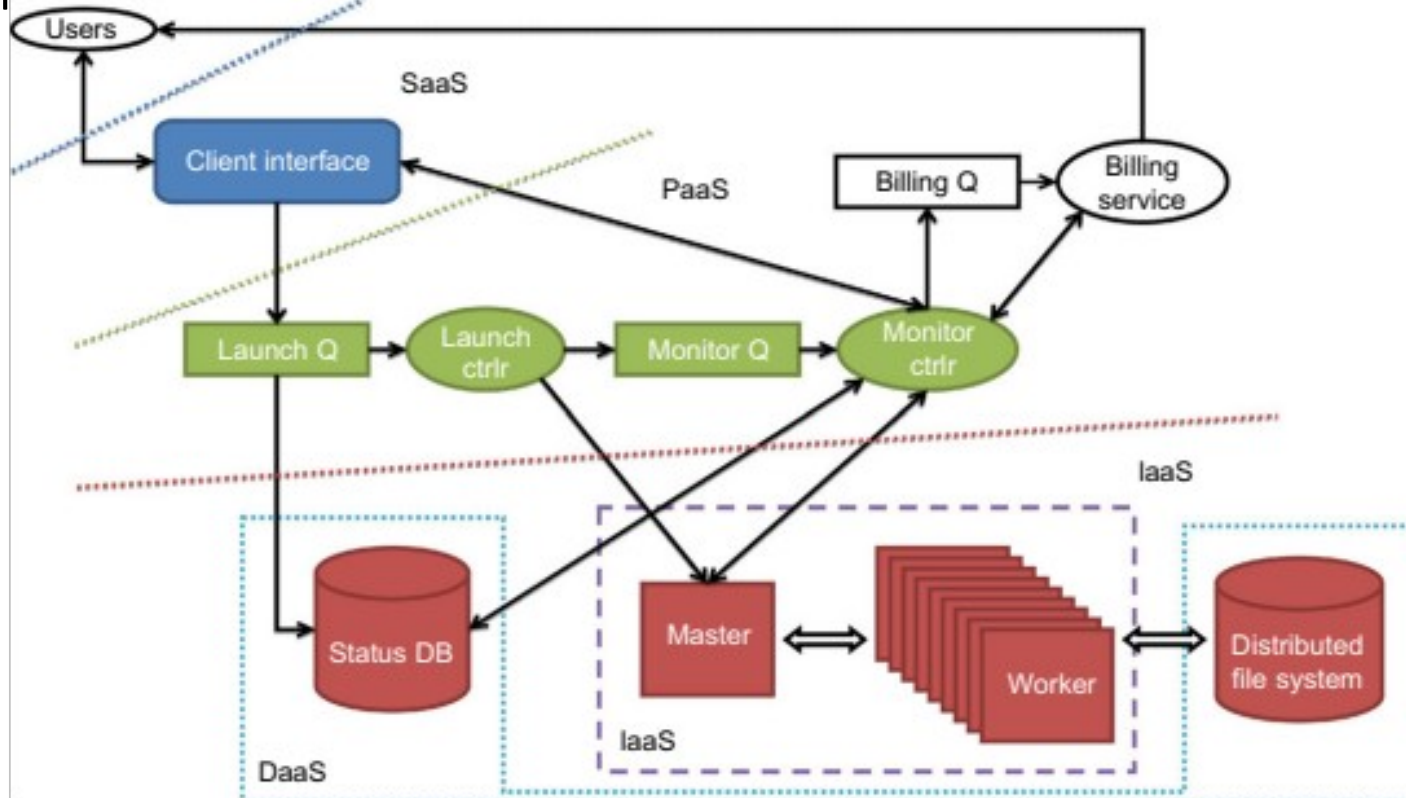 Users
SaaS
Client interface
PaaS
Billing Q
Billing
service
Launch Q
Launch
ctrlr
Monitor Q
Monitor
ctrlr
IaaS
Status DB
Master
Worker
Distributed
file system
IaaS
DaaS